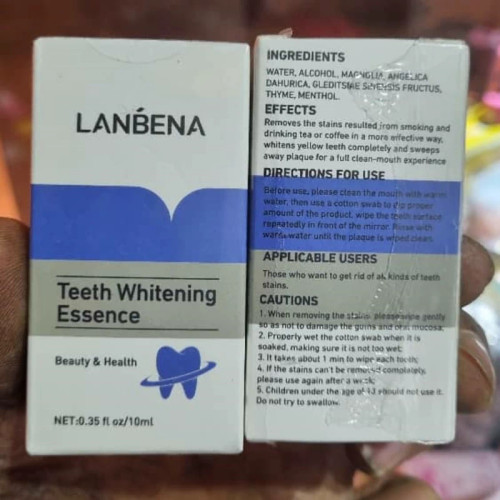 LANBENA
Teeth Whitening
Essence
Beauty & Health
NET:0.35 fl oz/10ml
INGREDIENTS
WATER, ALCOHOL, MAGNOLIA, ANGELICA
DAHURICA, GLEDITSIAE SINENSIS FRUCTUS,
THYME, MENTHOL.
EFFECTS
Removes the stains resulted from smoking and
drinking tea or coffee in a more effective way,
whitens yellow teeth completely and sweeps
away plaque for a full clean-mouth experience
DIRECTIONS FOR USE
Before use, please clean the mouth with warm
water, then use a cotton swab to dip proper
amount of the product, wipe the teeth surface
repeatedly in front of the mirror. Rinse with
warm water until the plaque is wiped clean.
APPLICABLE USERS
Those who want to get rid of all kinds of teeth
stains.
CAUTIONS
1. When removing the stains, please wipe gently
so as not to damage the gums and oral mucosa;
2. Properly wet the cotton swab when it is
soaked, making sure it is not too wet;
3. It takes about 1 min to wipe each tooth;
4. If the stains can't be removed completely,
please use again after a week;
5. Children under the age of should not use it.
Do not try to swallow.